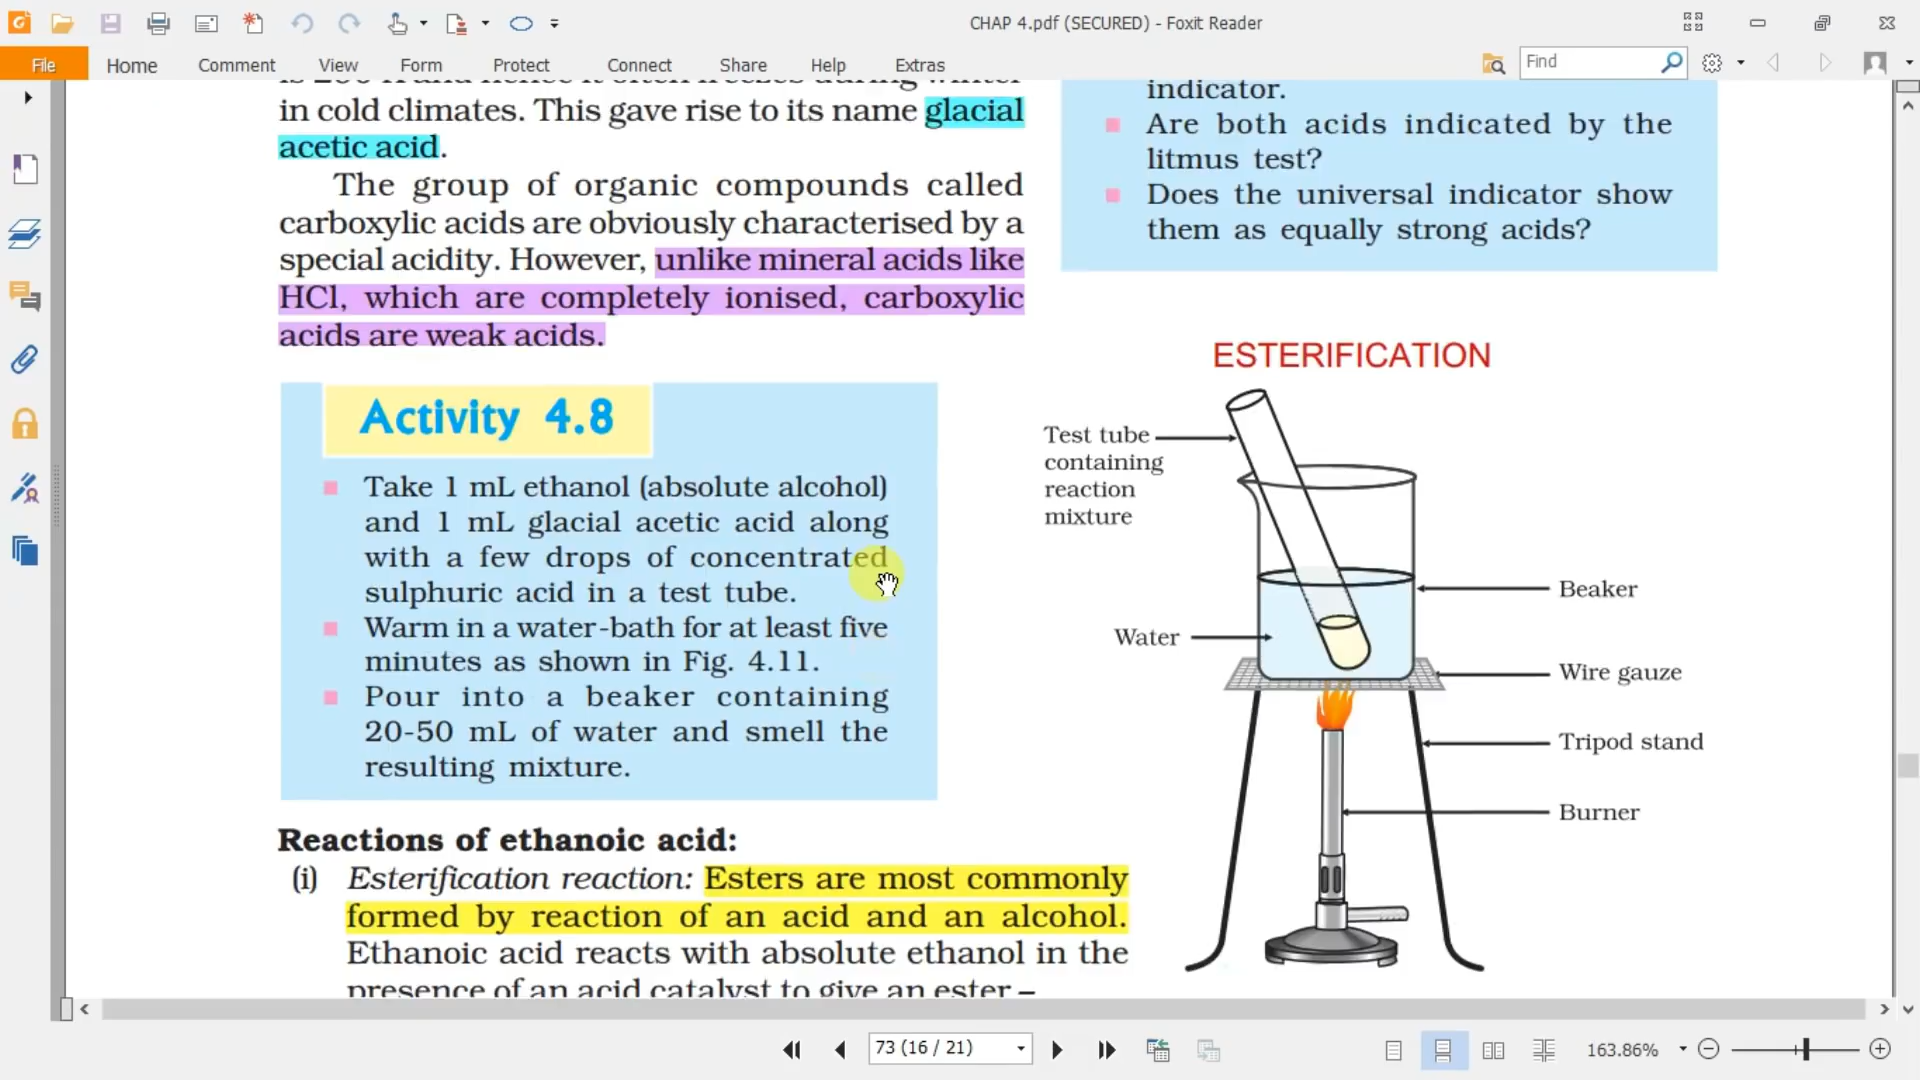 CHAP 4.pdf (SECURED) - Foxit Reader
File Home Comment View Form Protect Connect Share Help Extras
Find
in cold climates. This gave rise to its name glacial
acetic acid.
The group of organic compounds called
carboxylic acids are obviously characterised by a
special acidity. However, unlike mineral acids like
HCl, which are completely ionised, carboxylic
acids are weak acids.
Activity 4.8
Take 1 mL ethanol (absolute alcohol)
and 1 mL glacial acetic acid along
with a few drops of concentrated
sulphuric acid in a test tube.
Warm in a water-bath for at least five
minutes as shown in Fig. 4.11.
Pour into a beaker containing
20-50 mL of water and smell the
resulting mixture.
Reactions of ethanoic acid:
(i) Esterification reaction: Esters are most commonly
formed by reaction of an acid and an alcohol.
Ethanoic acid reacts with absolute ethanol in the
presence of an acid catalyst to give an ester –
indicator.
Are both acids indicated by the
litmus test?
Does the universal indicator show
them as equally strong acids?
ESTERIFICATION
Test tube
containing
reaction
mixture
Beaker
Water
Wire gauze
Tripod stand
Burner
73 (16 / 21)
163.86%